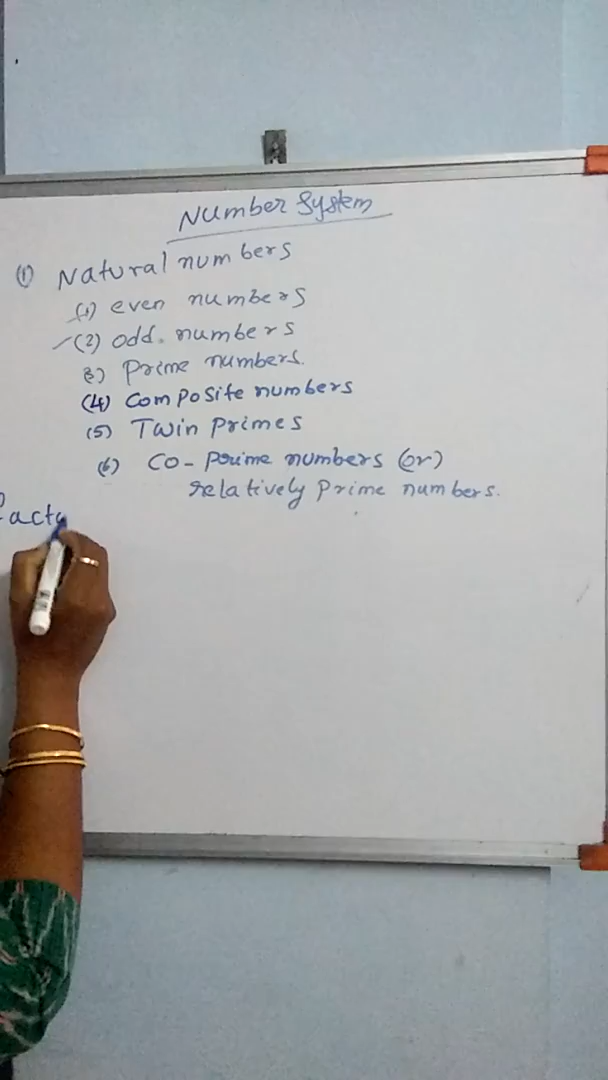 Number System
(1) Natural numbers
(1) even numbers
(2) odd. numbers
3) Prime numbers.
(4) Composite numbers
(5) Twin primes
(6) Co-prime numbers (or)
relatively prime numbers.
facto